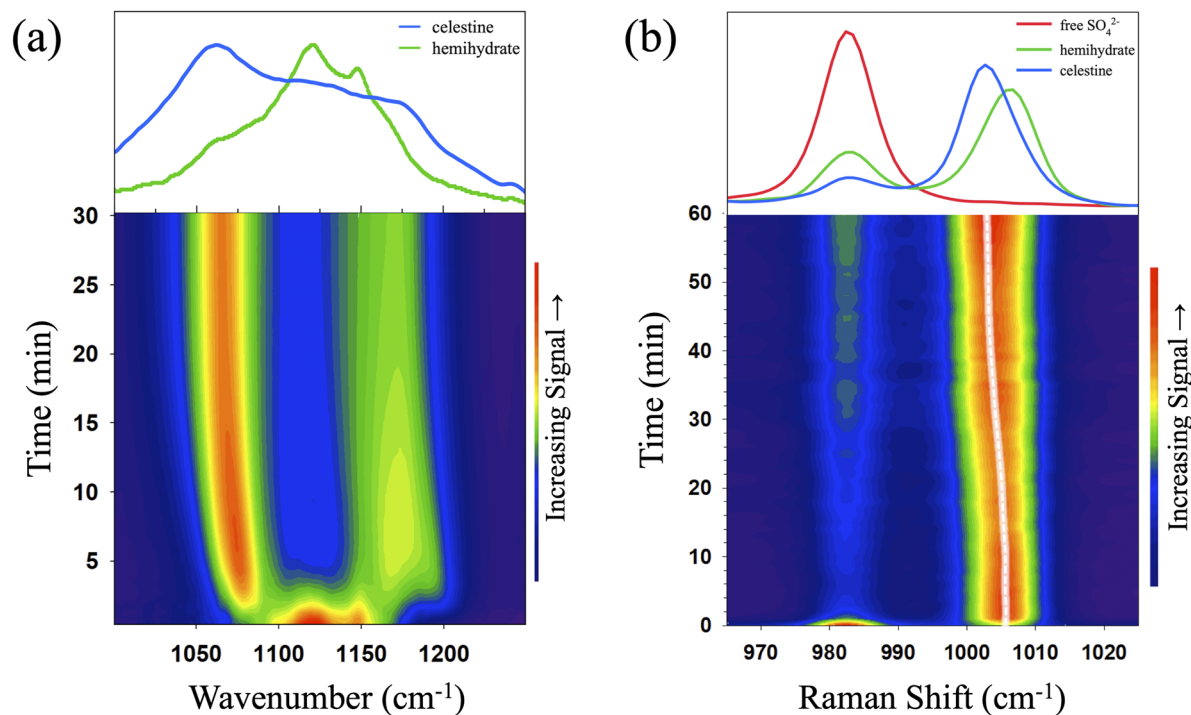 (a)
celestine
hemihydrate
30
25
20
15
10
5
Time (min)
1050 1100 1150 1200
Wavenumber (cm⁻¹)
Increasing Signal →
(b)
free SO₄²⁻
hemihydrate
celestine
60
50
40
30
20
10
0
Time (min)
970 980 990 1000 1010 1020
Raman Shift (cm⁻¹)
Increasing Signal →